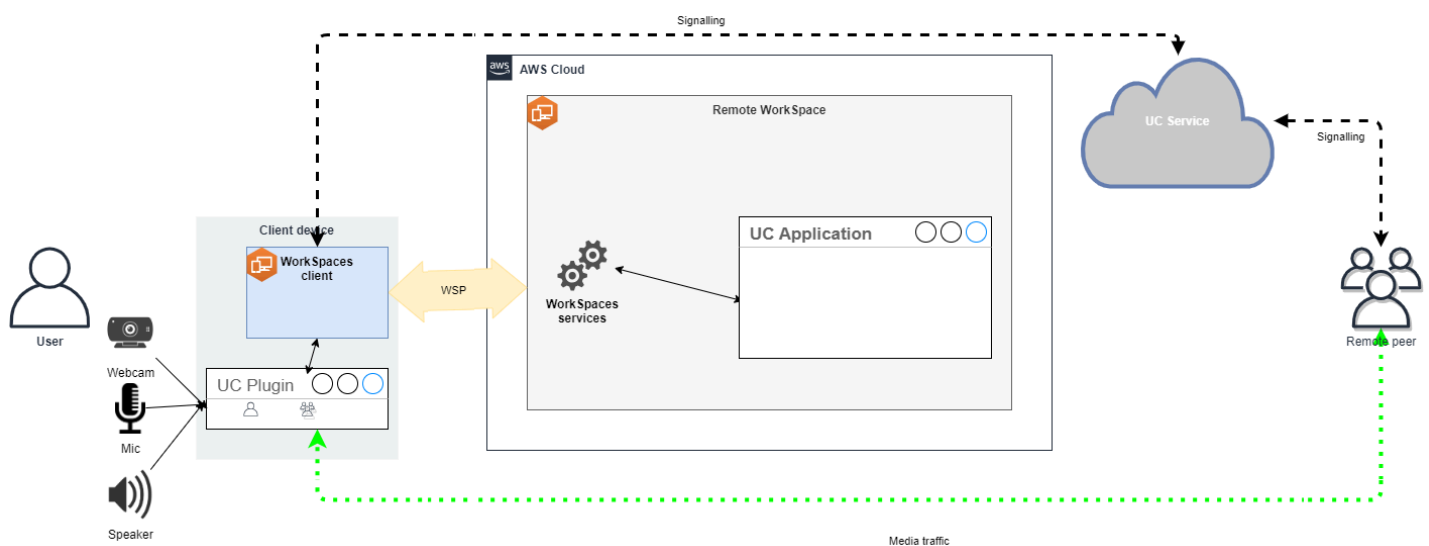 Signalling
aws
AWS Cloud
Remote WorkSpace
UC Service
Signalling
Client device
WorkSpaces
client
UC Application
WSP
WorkSpaces
services
User
Remote peer
Webcam
UC Plugin
Mic
Speaker
Media traffic